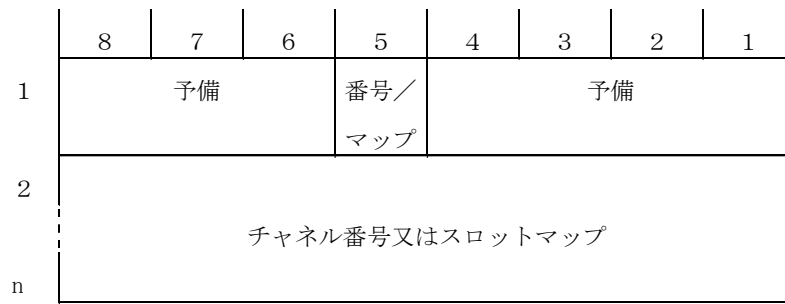 ８ ７ ６ ５ ４ ３ ２ １
１ 予備 番号／ 予備
マップ
２
チャネル番号又はスロットマップ
n